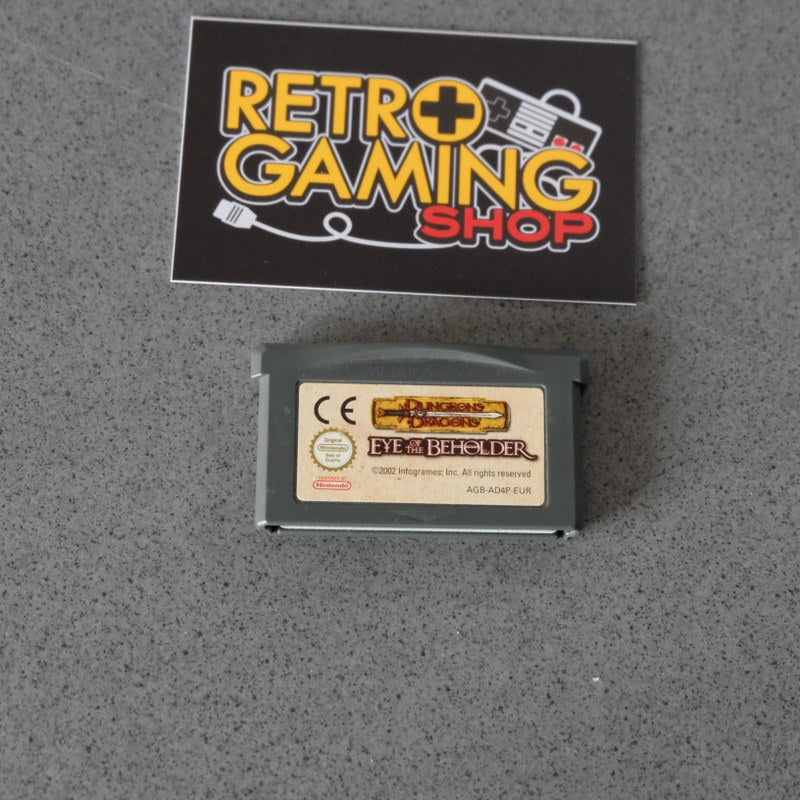 RETRO
GAMING
SHOP
CE
DUNGEONS
DRAGONS
EYE OF THE BEHOLDER
Original
Nintendo
Seal of
Quality
LICENSED BY
Nintendo
©2002 Infogrames; Inc. All rights reserved
AGB-AD4P-EUR